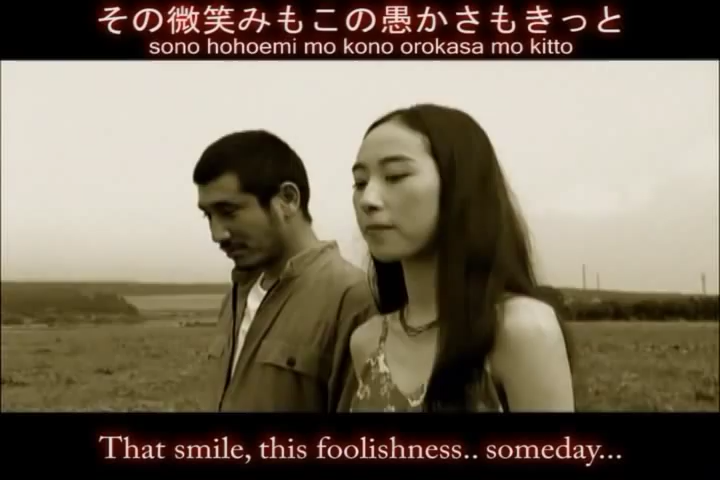 その微笑みもこの愚かさもきっと
sono hohoemi mo kono orokasa mo kitto
That smile, this foolishness.. someday...